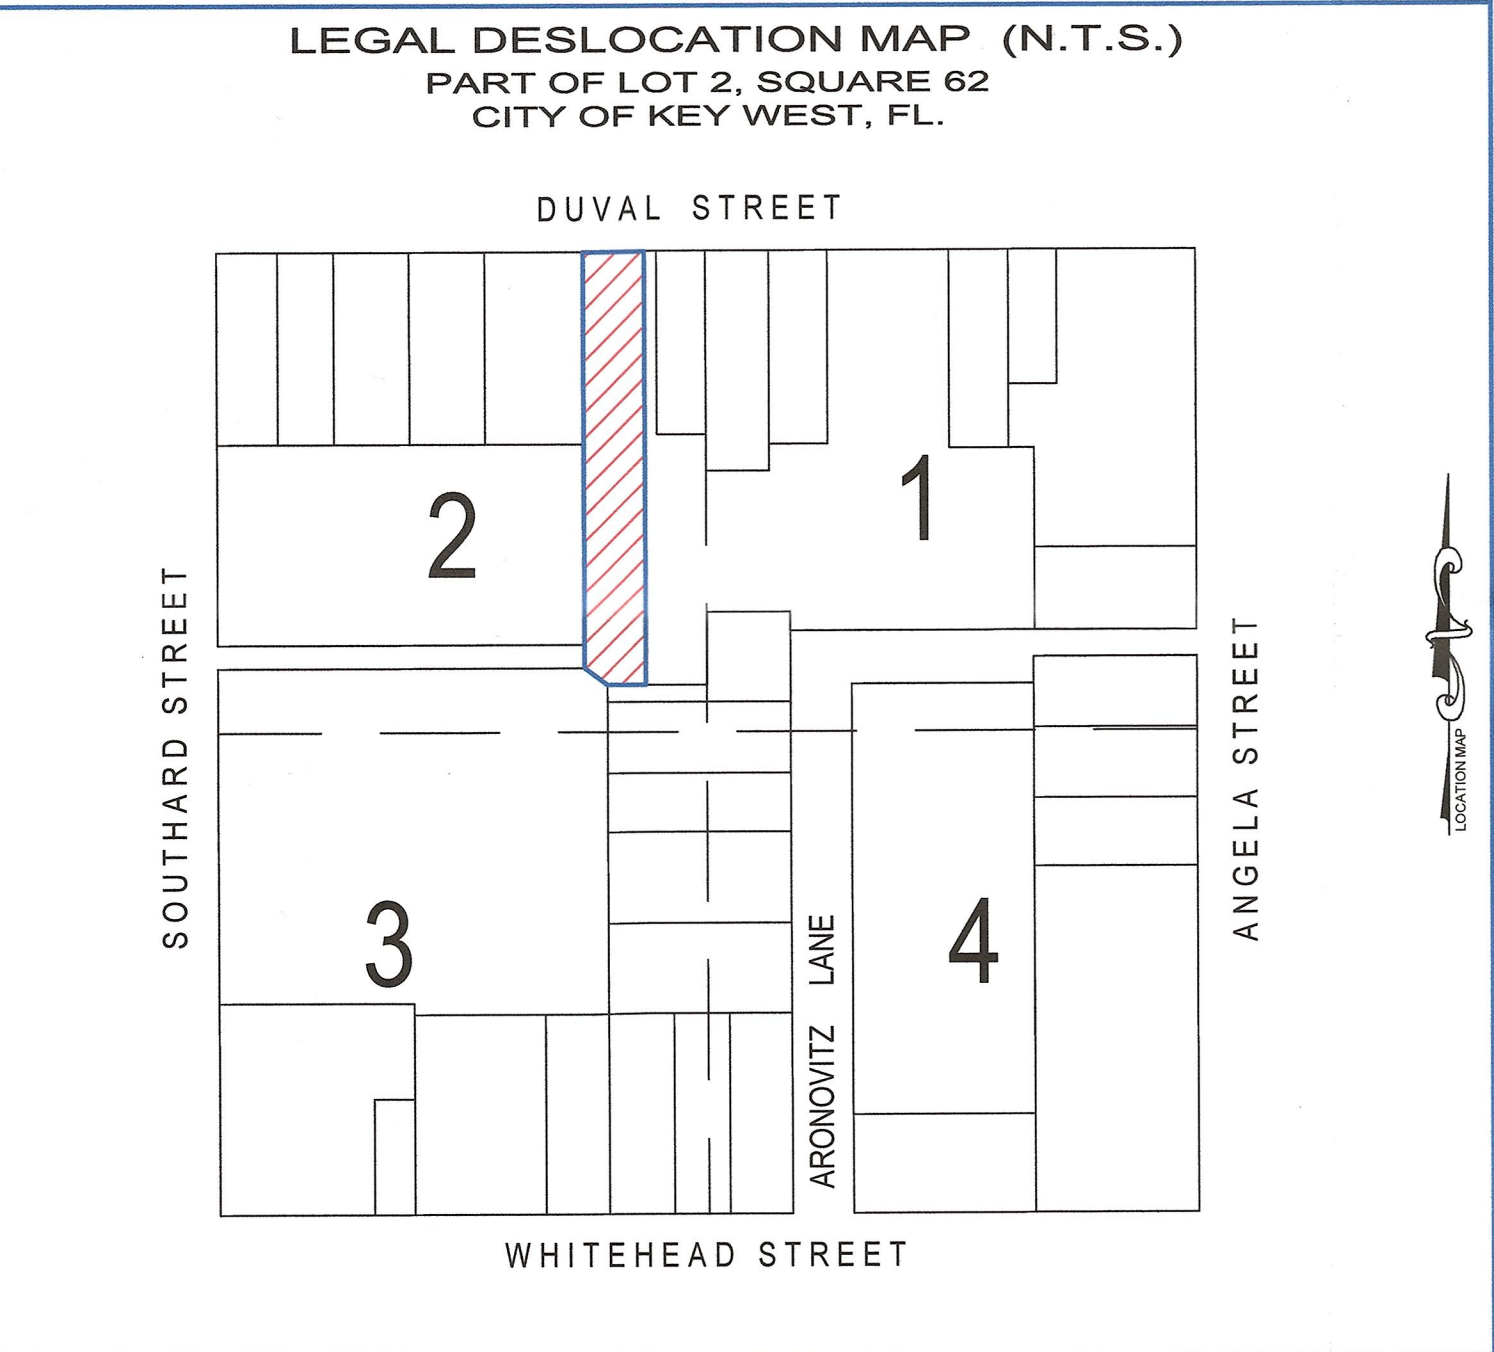 LEGAL DESLOCATION MAP (N.T.S.)
PART OF LOT 2, SQUARE 62
CITY OF KEY WEST, FL.
DUVAL STREET
2
1
SOUTHARD STREET
ANGELA STREET
LOCATION MAP
3
4
ARONOVITZ LANE
WHITEHEAD STREET